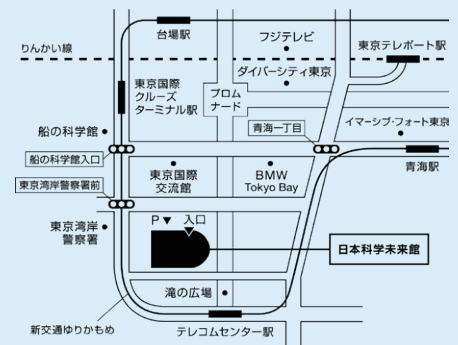 台場駅
フジテレビ
りんかい線
東京テレポート駅
ダイバーシティ東京
東京国際
クルーズ
ターミナル駅
プロム
ナード
船の科学館
青海一丁目
イマーシブ・フォート東京
船の科学館入口
東京国際
交流館
BMW
Tokyo Bay
青海駅
東京湾岸警察署前
P
入口
東京湾岸
警察署
日本科学未来館
滝の広場
新交通ゆりかもめ
テレコムセンター駅